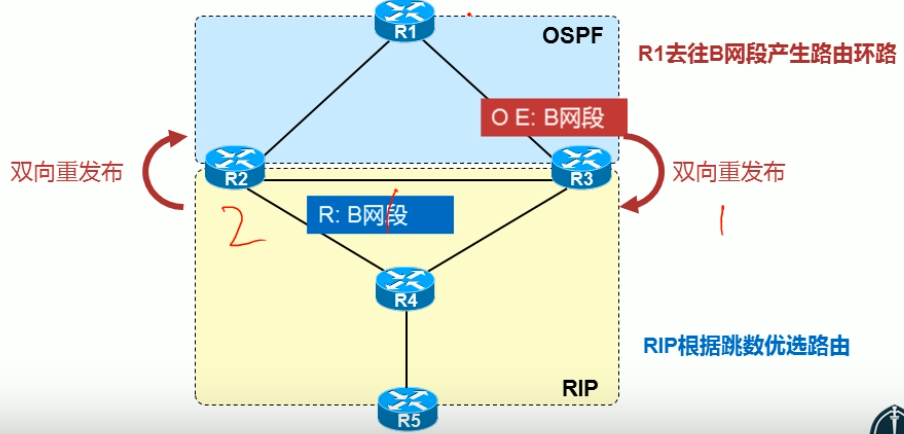 R1
OSPF
R1去往B网段产生路由环路
O E: B网段
双向重发布
R2
R3
双向重发布
R: B网段
2
1
R4
RIP根据跳数优选路由
RIP
R5